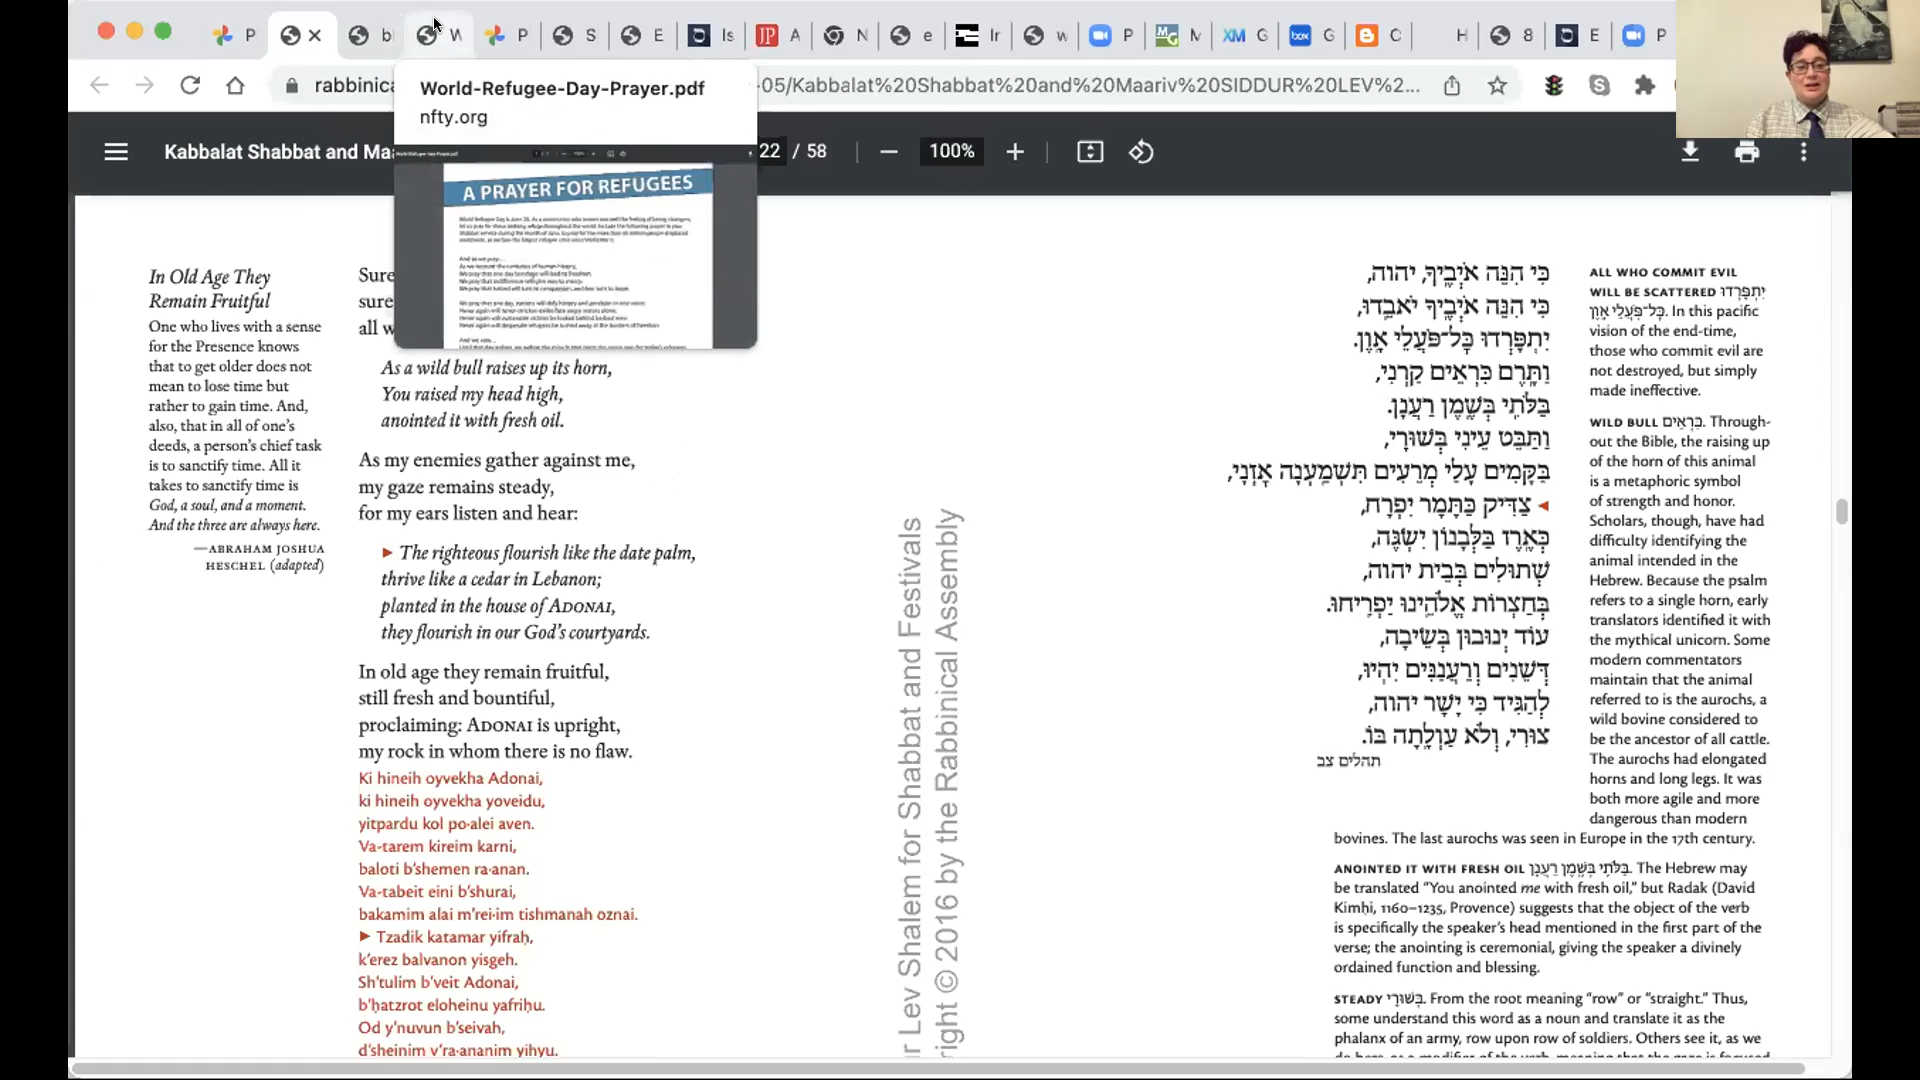 P
b
W
P
S
E
Is
A
N
e
Ir
w
P
M
G
G
C
H
8
E
P
rabbinica
-05/Kabbalat%20Shabbat%20and%20Maariv%20SIDDUR%20LEV%2...
World-Refugee-Day-Prayer.pdf
nfty.org
Kabbalat Shabbat and Maa
22 / 58
100%
A PRAYER FOR REFUGEES
In Old Age They
Remain Fruitful
One who lives with a sense
for the Presence knows
that to get older does not
mean to lose time but
rather to gain time. And,
also, that in all of one's
deeds, a person's chief task
is to sanctify time. All it
takes to sanctify time is
God, a soul, and a moment.
And the three are always here.
—ABRAHAM JOSHUA
HESCHEL (adapted)
Sure
sure
all w
As a wild bull raises up its horn,
You raised my head high,
anointed it with fresh oil.
As my enemies gather against me,
my gaze remains steady,
for my ears listen and hear:
▶ The righteous flourish like the date palm,
thrive like a cedar in Lebanon;
planted in the house of ADONAI,
they flourish in our God's courtyards.
In old age they remain fruitful,
still fresh and bountiful,
proclaiming: ADONAI is upright,
my rock in whom there is no flaw.
Ki hineih oyvekha Adonai,
ki hineih oyvekha yoveidu,
yitpardu kol po·alei aven.
Va-tarem kireim karni,
baloti b'shemen ra·anan.
Va-tabeit eini b'shurai,
bakamim alai m'rei·im tishmanah oznai.
▶ Tzadik katamar yifraḥ,
k'erez balvanon yisgeh.
Sh'tulim b'veit Adonai,
b'ḥatzrot eloheinu yafriḥu.
Od y'nuvun b'seivah,
d'sheinim v'ra·ananim yihyu.
r Lev Shalem for Shabbat and Festivals
right © 2016 by the Rabbinical Assembly
כִּי הִנֵּה אֹיְבֶיךָ, יהוה,
כִּי הִנֵּה אֹיְבֶיךָ יֹאבֵדוּ,
יִתְפָּרְדוּ כׇּל־פֹּעֲלֵי אָוֶן.
וַתָּרֶם כִּרְאֵים קַרְנִי,
בַּלֹּתִי בְּשֶׁמֶן רַעֲנָן.
וַתַּבֵּט עֵינִי בְּשׁוּרָי,
בַּקָּמִים עָלַי מְרֵעִים תִּשְׁמַעְנָה אׇזְנָי,
◀ צַדִּיק כַּתָּמָר יִפְרָח,
כְּאֶרֶז בַּלְּבָנוֹן יִשְׂגֶּה,
שְׁתוּלִים בְּבֵית יהוה,
בְּחַצְרוֹת אֱלֹהֵינוּ יַפְרִיחוּ.
עוֹד יְנוּבוּן בְּשֵׂיבָה,
דְּשֵׁנִים וְרַעֲנַנִּים יִהְיוּ,
לְהַגִּיד כִּי יָשָׁר יהוה,
צוּרִי, וְלֹא עַוְלָתָה בּוֹ.
תהלים צב
ALL WHO COMMIT EVIL
WILL BE SCATTERED יִתְפָּרְדוּ
כׇּל־פֹּעֲלֵי אָוֶן. In this pacific
vision of the end-time,
those who commit evil are
not destroyed, but simply
made ineffective.
WILD BULL כִּרְאֵים. Through-
out the Bible, the raising up
of the horn of this animal
is a metaphoric symbol
of strength and honor.
Scholars, though, have had
difficulty identifying the
animal intended in the
Hebrew. Because the psalm
refers to a single horn, early
translators identified it with
the mythical unicorn. Some
modern commentators
maintain that the animal
referred to is the aurochs, a
wild bovine considered to
be the ancestor of all cattle.
The aurochs had elongated
horns and long legs. It was
both more agile and more
dangerous than modern
bovines. The last aurochs was seen in Europe in the 17th century.
ANOINTED IT WITH FRESH OIL בַּלֹּתִי בְּשֶׁמֶן רַעֲנָן. The Hebrew may
be translated "You anointed me with fresh oil," but Radak (David
Kimḥi, 1160–1235, Provence) suggests that the object of the verb
is specifically the speaker's head mentioned in the first part of the
verse; the anointing is ceremonial, giving the speaker a divinely
ordained function and blessing.
STEADY בְּשׁוּרָי. From the root meaning "row" or "straight." Thus,
some understand this word as a noun and translate it as the
phalanx of an army, row upon row of soldiers. Others see it, as we